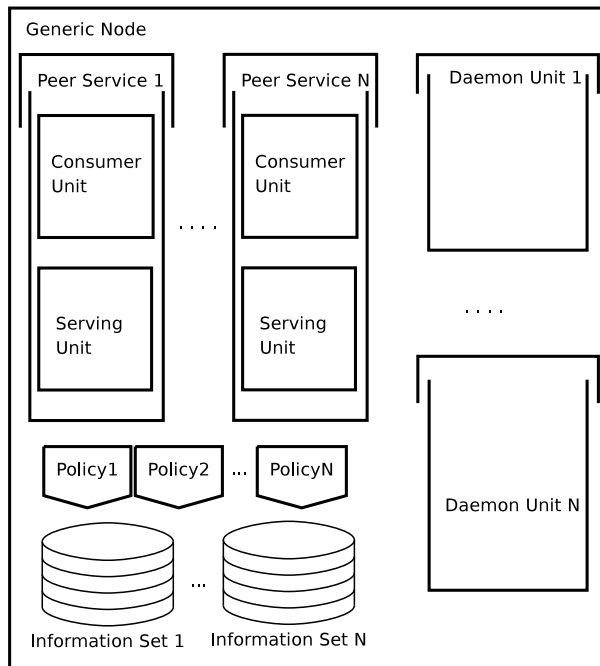 Generic Node
Peer Service 1
Peer Service N
Daemon Unit 1
Consumer
Unit
Consumer
Unit
. . . .
Serving
Unit
Serving
Unit
. . . .
Policy1
Policy2
...
PolicyN
Daemon Unit N
...
Information Set 1
Information Set N